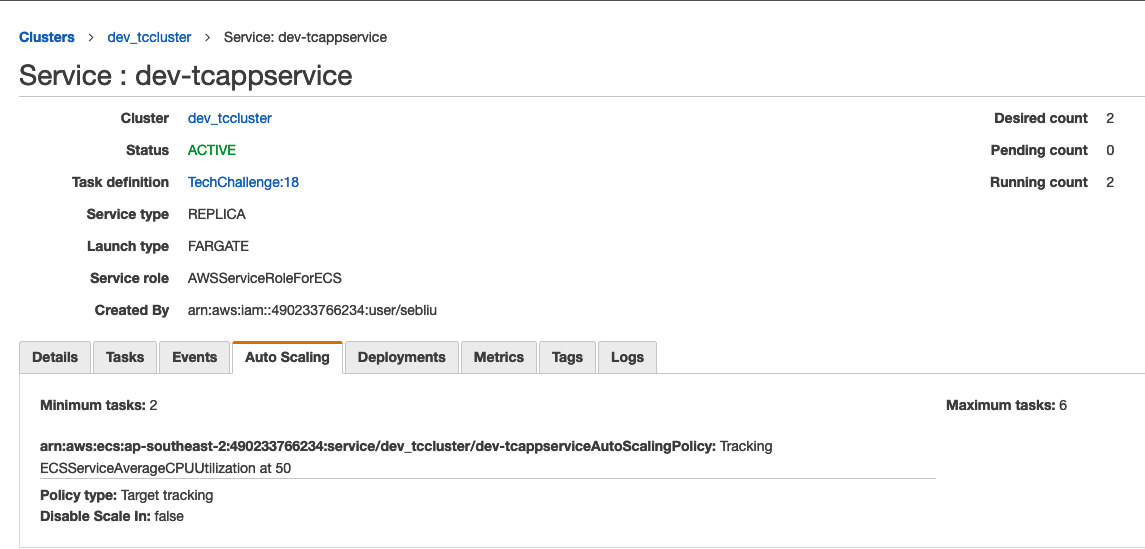 Clusters > dev_tccluster > Service: dev-tcappservice
Service : dev-tcappservice
Cluster dev_tccluster Desired count 2
Status ACTIVE Pending count 0
Task definition TechChallenge:18 Running count 2
Service type REPLICA
Launch type FARGATE
Service role AWSServiceRoleForECS
Created By arn:aws:iam::490233766234:user/sebliu
Details Tasks Events Auto Scaling Deployments Metrics Tags Logs
Minimum tasks: 2 Maximum tasks: 6
arn:aws:ecs:ap-southeast-2:490233766234:service/dev_tccluster/dev-tcappserviceAutoScalingPolicy: Tracking
ECSServiceAverageCPUUtilization at 50
Policy type: Target tracking
Disable Scale In: false